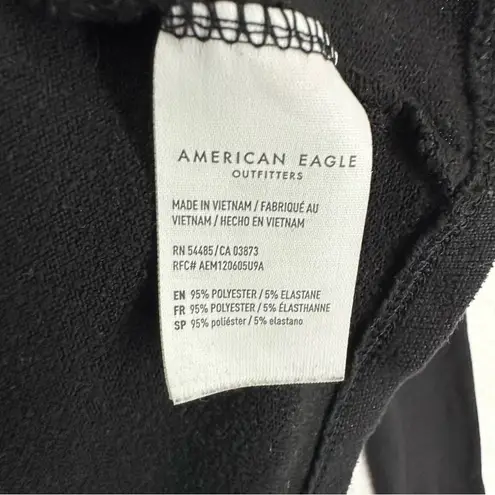 AMERICAN EAGLE
OUTFITTERS
MADE IN VIETNAM / FABRIQUÉ AU
VIETNAM / HECHO EN VIETNAM
RN 54485/CA 03873
RFC# AEM120605U9A
EN 95% POLYESTER / 5% ELASTANE
FR 95% POLYESTER / 5% ÉLASTHANNE
SP 95% poliéster / 5% elastano